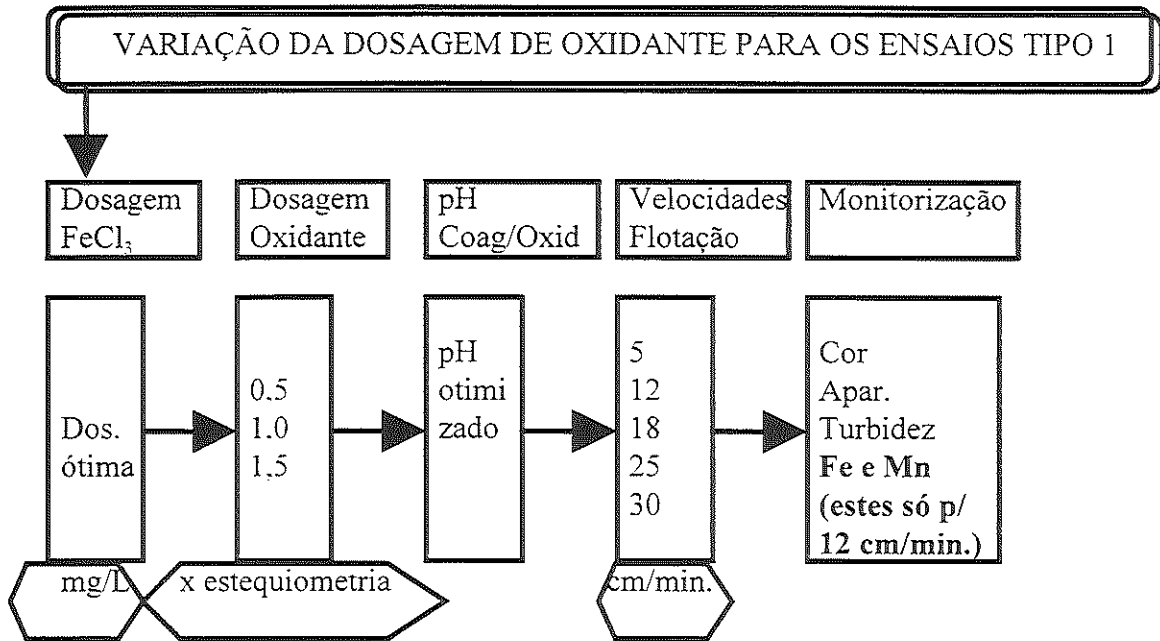 VARIAÇÃO DA DOSAGEM DE OXIDANTE PARA OS ENSAIOS TIPO 1
Dosagem
FeCl₃
Dosagem
Oxidante
pH
Coag/Oxid
Velocidades
Flotação
Monitorização
Dos.
ótima
0,5
1,0
1,5
pH
otimi
zado
5
12
18
25
30
Cor
Apar.
Turbidez
Fe e Mn
(estes só p/
12 cm/min.)
mg/L
x estequiometria
cm/min.